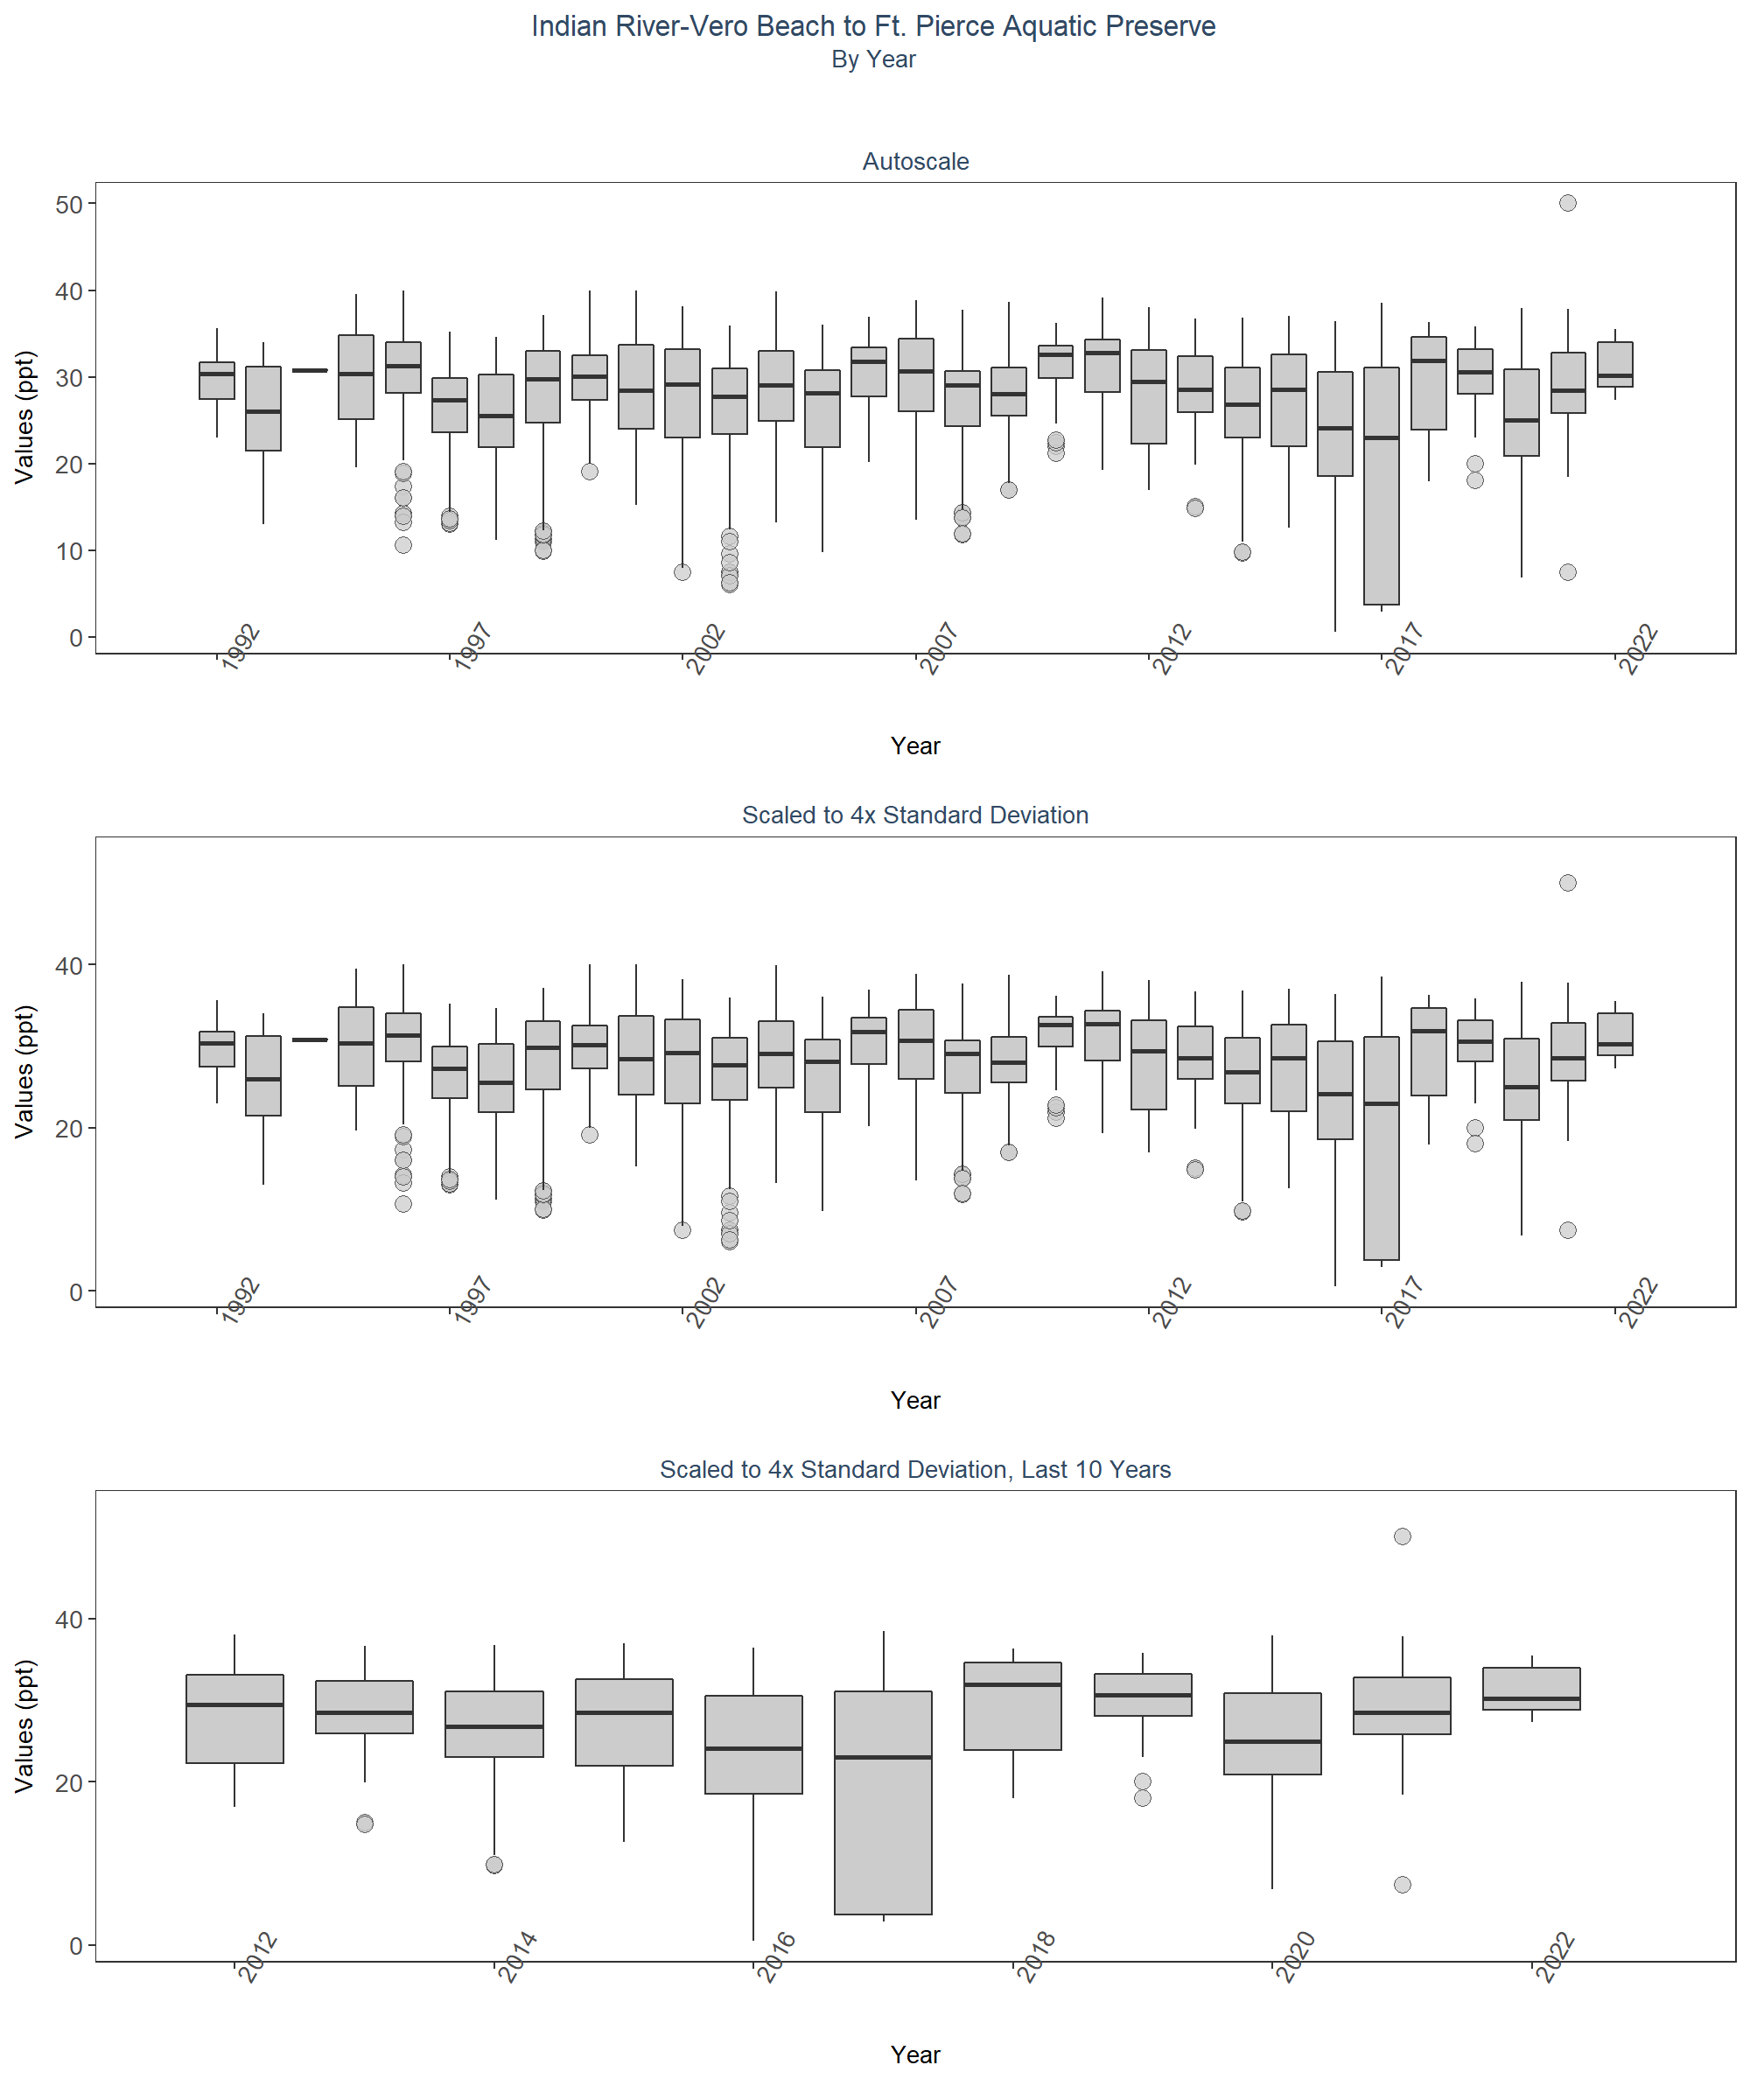 Indian River-Vero Beach to Ft. Pierce Aquatic Preserve
By Year
Autoscale
Values (ppt)
50
40
30
20
10
0
1992
1997
2002
2007
2012
2017
2022
Year
Scaled to 4x Standard Deviation
Values (ppt)
40
20
0
1992
1997
2002
2007
2012
2017
2022
Year
Scaled to 4x Standard Deviation, Last 10 Years
Values (ppt)
40
20
0
2012
2014
2016
2018
2020
2022
Year